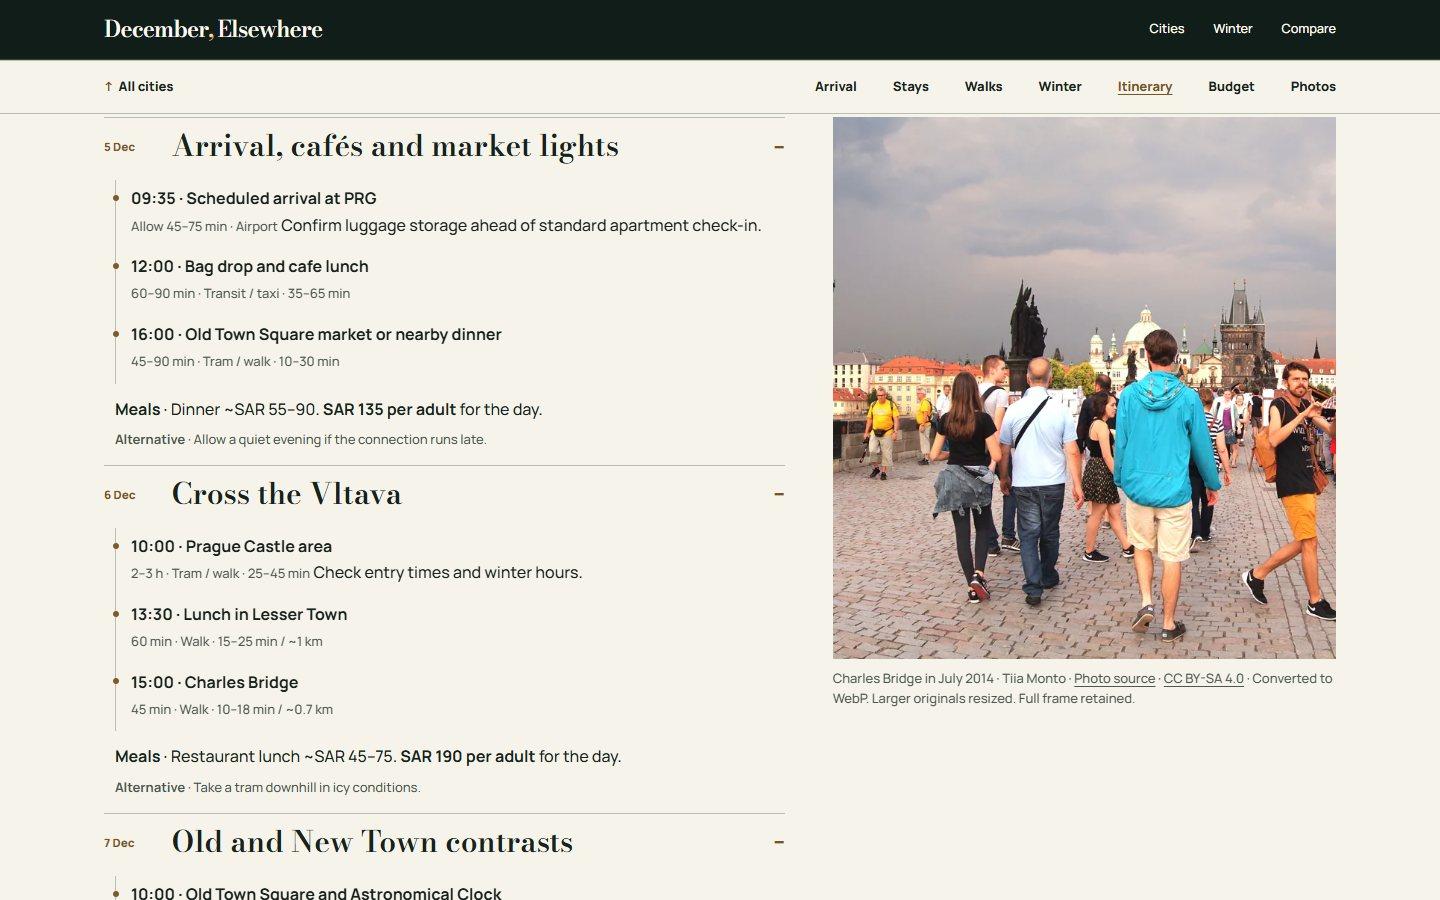 December, Elsewhere
Cities Winter Compare
↑ All cities
Arrival Stays Walks Winter Itinerary Budget Photos
5 Dec Arrival, cafés and market lights −
09:35 · Scheduled arrival at PRG
Allow 45–75 min · Airport Confirm luggage storage ahead of standard apartment check-in.
12:00 · Bag drop and cafe lunch
60–90 min · Transit / taxi · 35–65 min
16:00 · Old Town Square market or nearby dinner
45–90 min · Tram / walk · 10–30 min
Meals · Dinner ~SAR 55–90. SAR 135 per adult for the day.
Alternative · Allow a quiet evening if the connection runs late.
6 Dec Cross the Vltava −
10:00 · Prague Castle area
2–3 h · Tram / walk · 25–45 min Check entry times and winter hours.
13:30 · Lunch in Lesser Town
60 min · Walk · 15–25 min / ~1 km
15:00 · Charles Bridge
45 min · Walk · 10–18 min / ~0.7 km
Meals · Restaurant lunch ~SAR 45–75. SAR 190 per adult for the day.
Alternative · Take a tram downhill in icy conditions.
7 Dec Old and New Town contrasts −
10:00 · Old Town Square and Astronomical Clock
Charles Bridge in July 2014 · Tiia Monto · Photo source · CC BY-SA 4.0 · Converted to
WebP. Larger originals resized. Full frame retained.